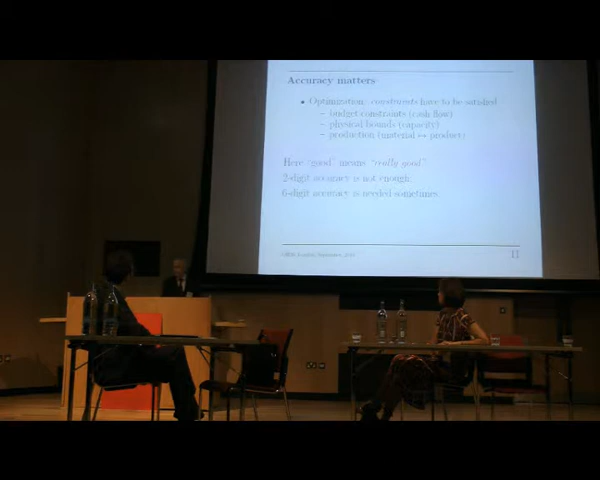 Accuracy matters
• Optimization: constraints have to be satisfied
– budget constraints (cash flow)
– physical bounds (capacity)
– production (material ↔ product)
Here "good" means "really good"
2-digit accuracy is not enough.
6-digit accuracy is needed sometimes.
11